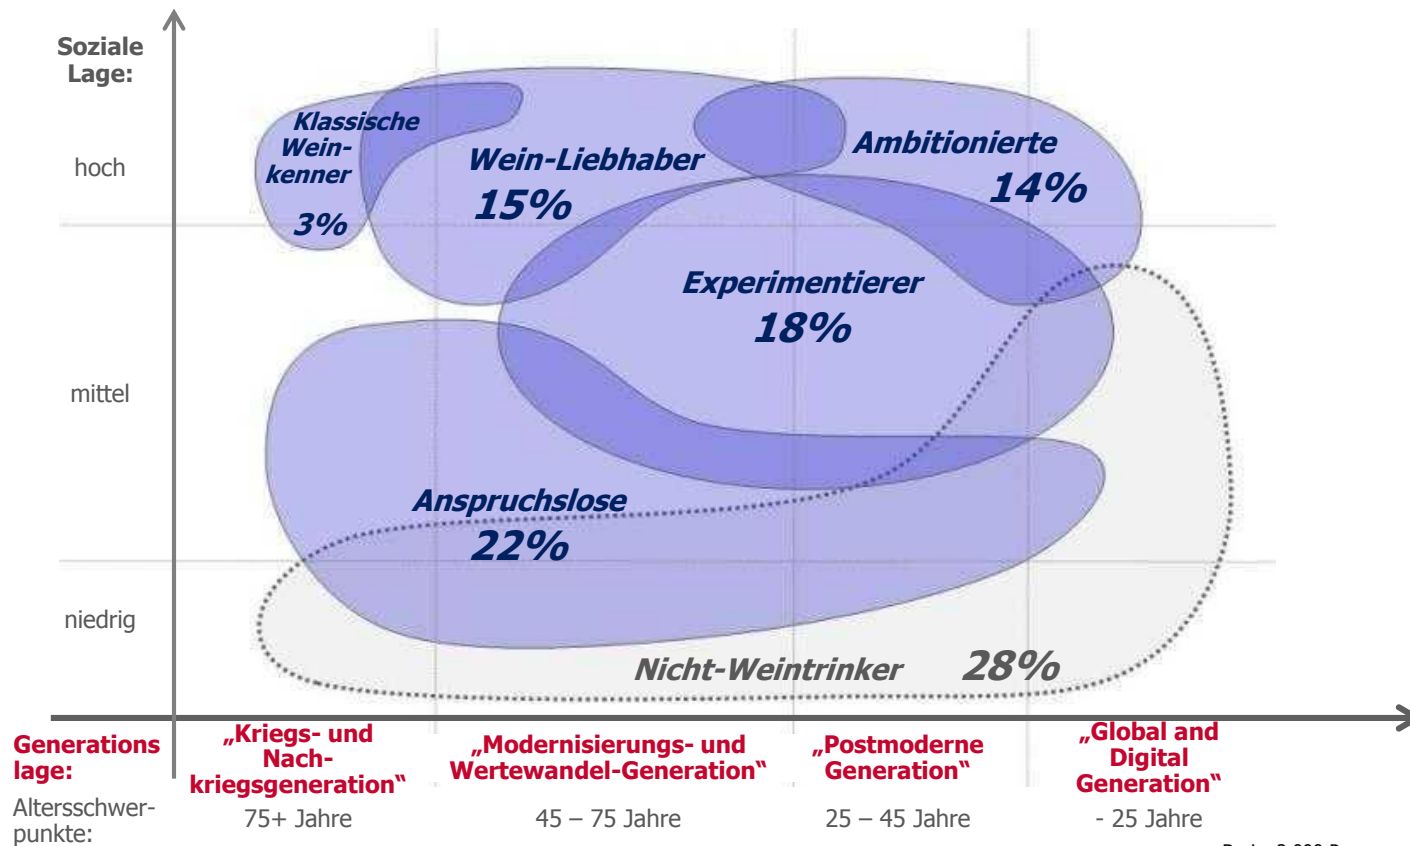 Soziale
Lage:
hoch
mittel
niedrig
Klassische
Wein-
kenner
3%
Wein-Liebhaber
15%
Ambitionierte
14%
Experimentierer
18%
Anspruchslose
22%
Nicht-Weintrinker 28%
Generations
lage:
„Kriegs- und
Nach-
kriegsgeneration“
„Modernisierungs- und
Wertewandel-Generation“
„Postmoderne
Generation“
„Global and
Digital
Generation“
Altersschwer-
punkte:
75+ Jahre
45 – 75 Jahre
25 – 45 Jahre
- 25 Jahre